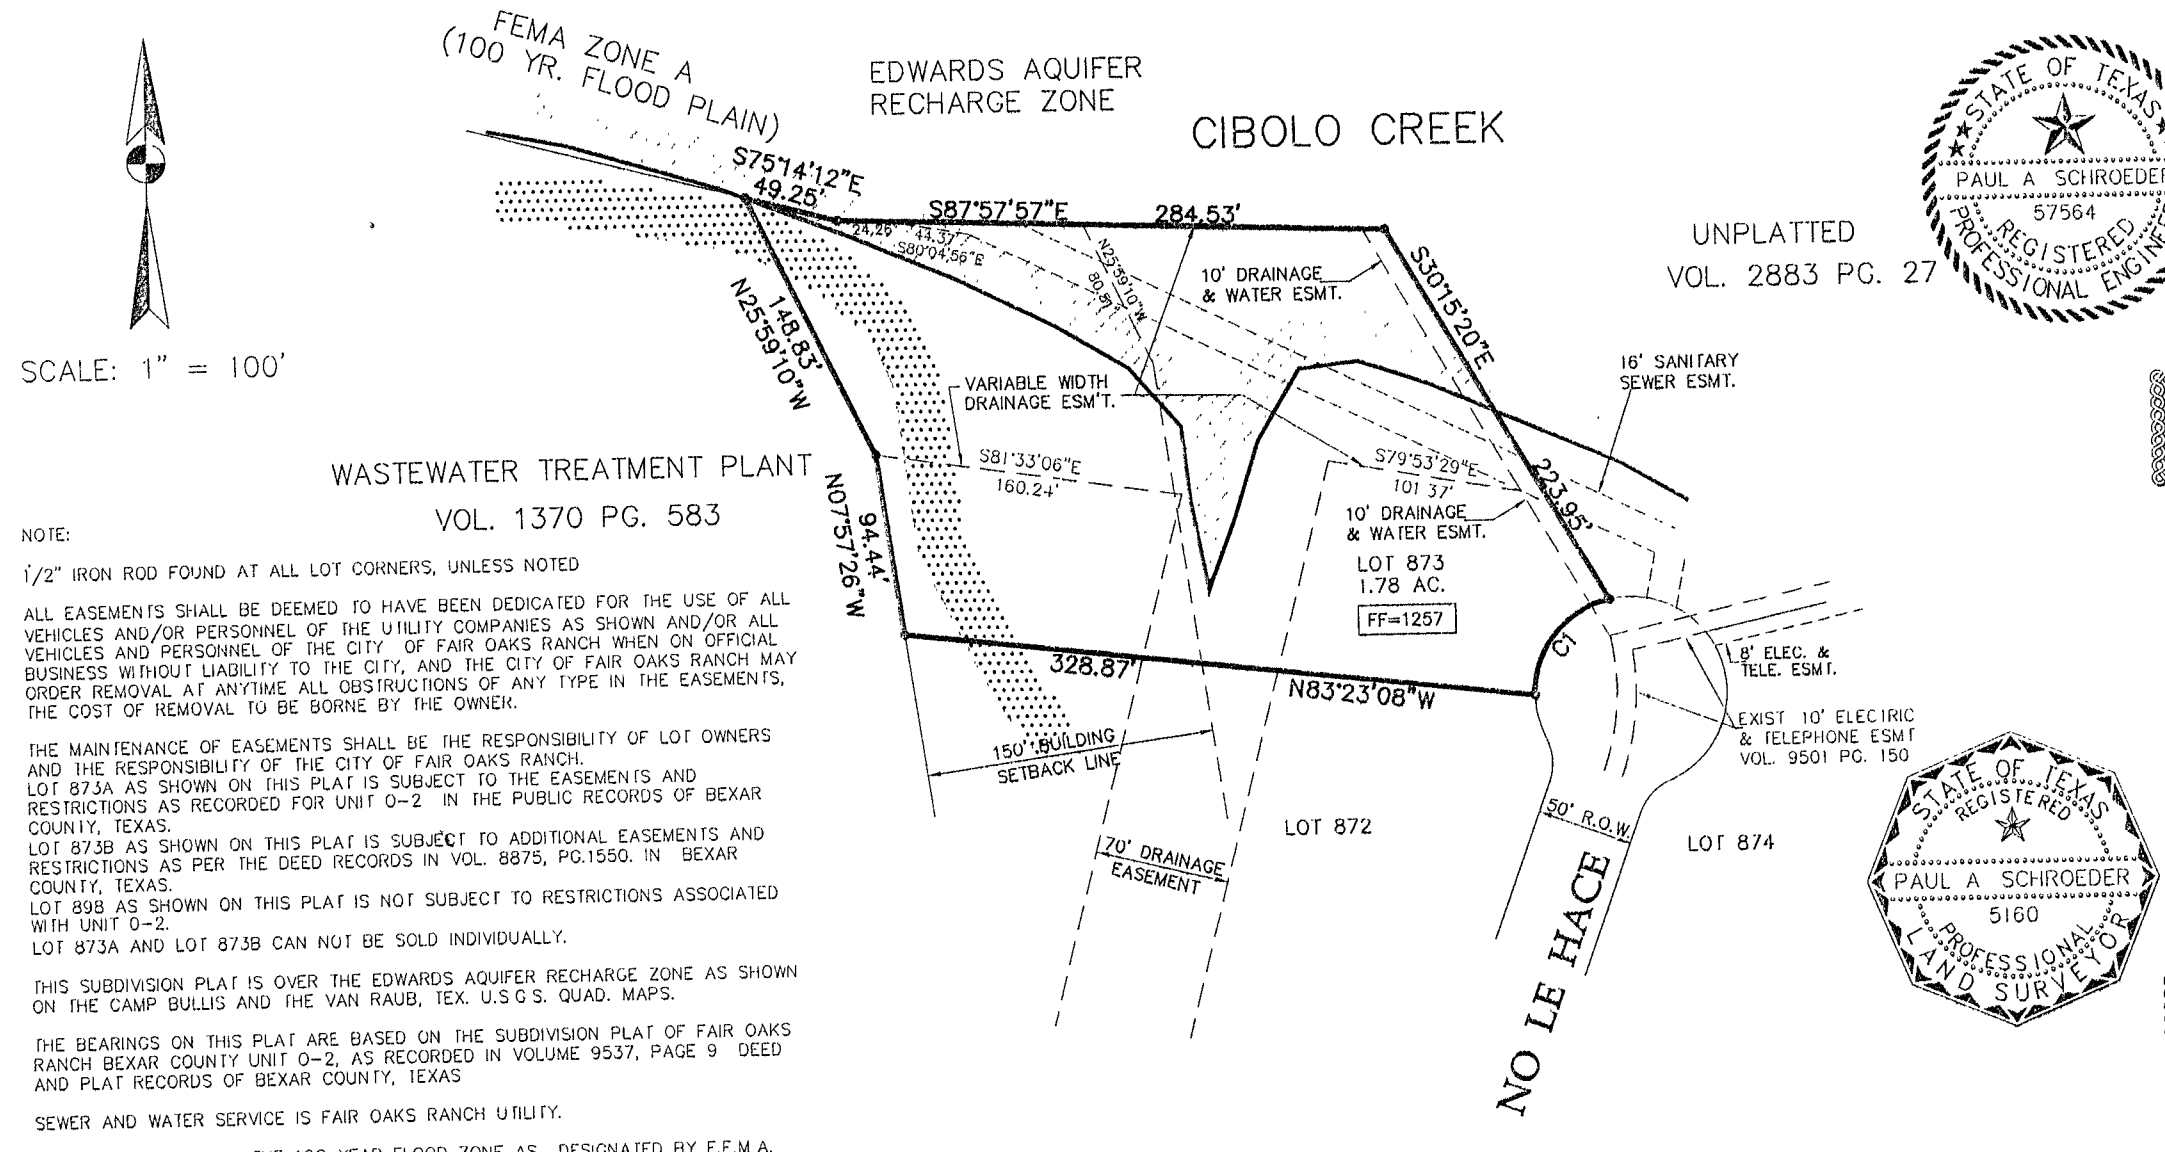 FEMA ZONE A
(100 YR. FLOOD PLAIN)
EDWARDS AQUIFER
RECHARGE ZONE
CIBOLO CREEK
STATE OF TEXAS
PAUL A SCHROEDER
57564
REGISTERED
PROFESSIONAL ENGINEER
UNPLATTED
VOL. 2883 PG. 27
SCALE: 1" = 100'
S75°14'12"E
49.25'
S87°57'57"E 284.53'
24.26' 44.37'
S80°04'56"E
N25°59'10"W
80.87'
10' DRAINAGE
& WATER ESMT.
S30°15'20"E
223.95'
16' SANITARY
SEWER ESMT.
148.83'
N25°59'10"W
VARIABLE WIDTH
DRAINAGE ESM'T.
S81°33'06"E
160.24'
S79°53'29"E
101.37'
10' DRAINAGE
& WATER ESMT.
LOT 873
1.78 AC.
FF=1257
WASTEWATER TREATMENT PLANT
VOL. 1370 PG. 583
94.44'
N07°57'26"W
328.87'
N83°23'08"W
C1
8' ELEC. &
TELE. ESMT.
EXIST 10' ELECTRIC
& TELEPHONE ESMT
VOL. 9501 PG. 150
150' BUILDING
SETBACK LINE
70' DRAINAGE
EASEMENT
LOT 872
50' R.O.W.
LOT 874
NO LE HACE
STATE OF TEXAS
REGISTERED
PAUL A SCHROEDER
5160
PROFESSIONAL
LAND SURVEYOR
NOTE:
1/2" IRON ROD FOUND AT ALL LOT CORNERS, UNLESS NOTED
ALL EASEMENTS SHALL BE DEEMED TO HAVE BEEN DEDICATED FOR THE USE OF ALL
VEHICLES AND/OR PERSONNEL OF THE UTILITY COMPANIES AS SHOWN AND/OR ALL
VEHICLES AND PERSONNEL OF THE CITY OF FAIR OAKS RANCH WHEN ON OFFICIAL
BUSINESS WITHOUT LIABILITY TO THE CITY, AND THE CITY OF FAIR OAKS RANCH MAY
ORDER REMOVAL AT ANYTIME ALL OBSTRUCTIONS OF ANY TYPE IN THE EASEMENTS,
THE COST OF REMOVAL TO BE BORNE BY THE OWNER.
THE MAINTENANCE OF EASEMENTS SHALL BE THE RESPONSIBILITY OF LOT OWNERS
AND THE RESPONSIBILITY OF THE CITY OF FAIR OAKS RANCH.
LOT 873A AS SHOWN ON THIS PLAT IS SUBJECT TO THE EASEMENTS AND
RESTRICTIONS AS RECORDED FOR UNIT O-2 IN THE PUBLIC RECORDS OF BEXAR
COUNTY, TEXAS.
LOT 873B AS SHOWN ON THIS PLAT IS SUBJECT TO ADDITIONAL EASEMENTS AND
RESTRICTIONS AS PER THE DEED RECORDS IN VOL. 8875, PG.1550. IN BEXAR
COUNTY, TEXAS.
LOT 898 AS SHOWN ON THIS PLAT IS NOT SUBJECT TO RESTRICTIONS ASSOCIATED
WITH UNIT O-2.
LOT 873A AND LOT 873B CAN NOT BE SOLD INDIVIDUALLY.
THIS SUBDIVISION PLAT IS OVER THE EDWARDS AQUIFER RECHARGE ZONE AS SHOWN
ON THE CAMP BULLIS AND THE VAN RAUB, TEX. U.S.G.S. QUAD. MAPS.
THE BEARINGS ON THIS PLAT ARE BASED ON THE SUBDIVISION PLAT OF FAIR OAKS
RANCH BEXAR COUNTY UNIT O-2, AS RECORDED IN VOLUME 9537, PAGE 9 DEED
AND PLAT RECORDS OF BEXAR COUNTY, TEXAS
SEWER AND WATER SERVICE IS FAIR OAKS RANCH UTILITY.
YEAR FLOOD ZONE AS DESIGNATED BY F.E.M.A.